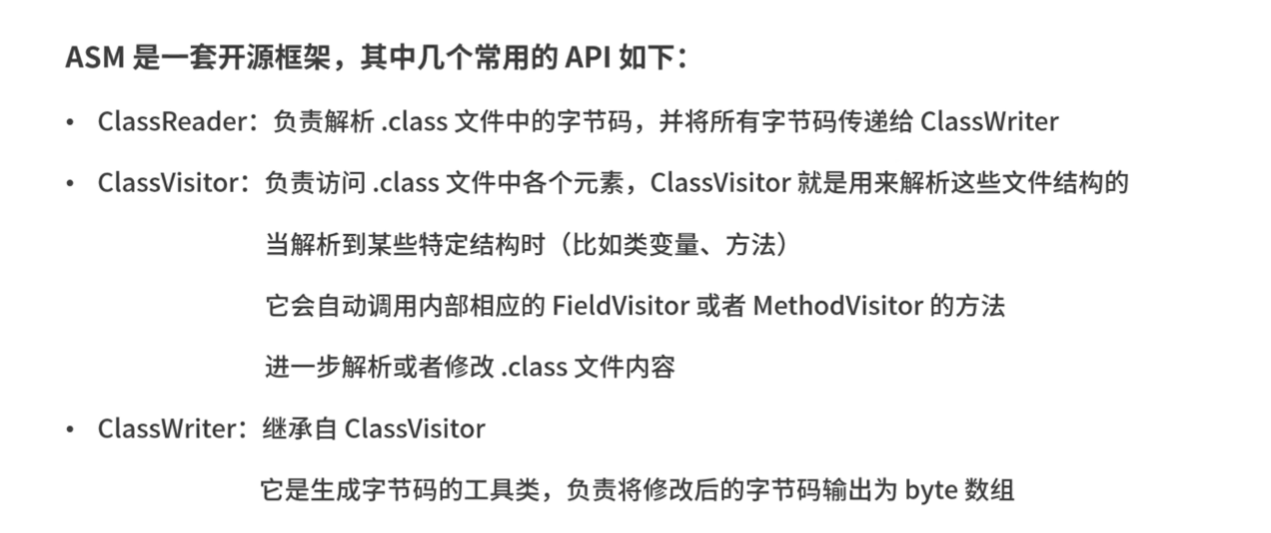 ASM 是一套开源框架，其中几个常用的 API 如下：
• ClassReader：负责解析 .class 文件中的字节码，并将所有字节码传递给 ClassWriter
• ClassVisitor：负责访问 .class 文件中各个元素，ClassVisitor 就是用来解析这些文件结构的
当解析到某些特定结构时（比如类变量、方法）
它会自动调用内部相应的 FieldVisitor 或者 MethodVisitor 的方法
进一步解析或者修改 .class 文件内容
• ClassWriter：继承自 ClassVisitor
它是生成字节码的工具类，负责将修改后的字节码输出为 byte 数组